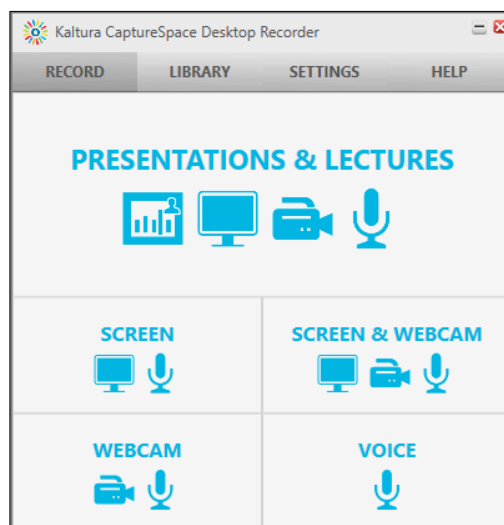 Kaltura CaptureSpace Desktop Recorder
RECORD LIBRARY SETTINGS HELP
PRESENTATIONS & LECTURES
SCREEN SCREEN & WEBCAM
WEBCAM VOICE